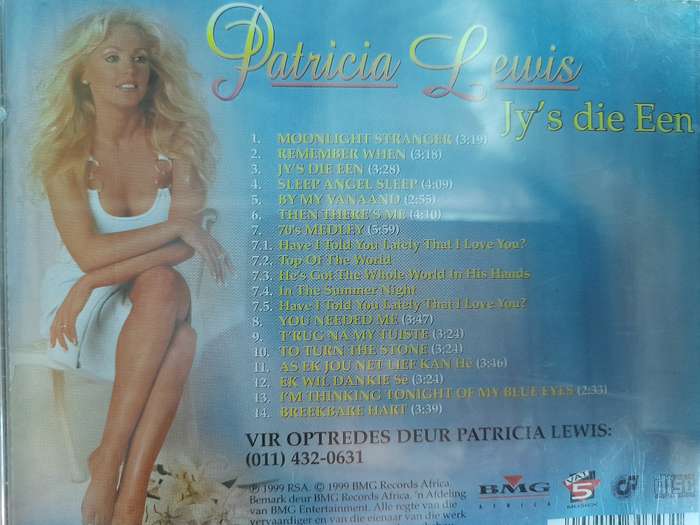 Patricia Lewis
Jy's die Een
1. MOONLIGHT STRANGER (3:19)
2. REMEMBER WHEN (3:18)
3. JY'S DIE EEN (3:28)
4. SLEEP ANGEL SLEEP (4:09)
5. BY MY VANAAND (2:55)
6. THEN THERE'S ME (4:10)
7. 70's MEDLEY (5:59)
7.1. Have I Told You Lately That I Love You?
7.2. Top Of The World
7.3. He's Got The Whole World In His Hands
7.4. In The Summer Night
7.5. Have I Told You Lately That I Love You?
8. YOU NEEDED ME (3:47)
9. T'RUG NA MY TUISTE (3:24)
10. TO TURN THE STONE (3:24)
11. AS EK JOU NET LIEF KAN Hê (3:46)
12. EK WIL DANKIE Sê (3:24)
13. I'M THINKING TONIGHT OF MY BLUE EYES (2:33)
14. BREEKBARE HART (3:39)
VIR OPTREDES DEUR PATRICIA LEWIS:
(011) 432-0631
℗ 1999 RSA. © 1999 BMG Records Africa.
Bemark deur BMG Records Africa, 'n Afdeling
van BMG Entertainment. Alle regte van die
vervaardiger en van die eienaar van die werk
BMG
AFRICA
VAT 5
MUSIEK